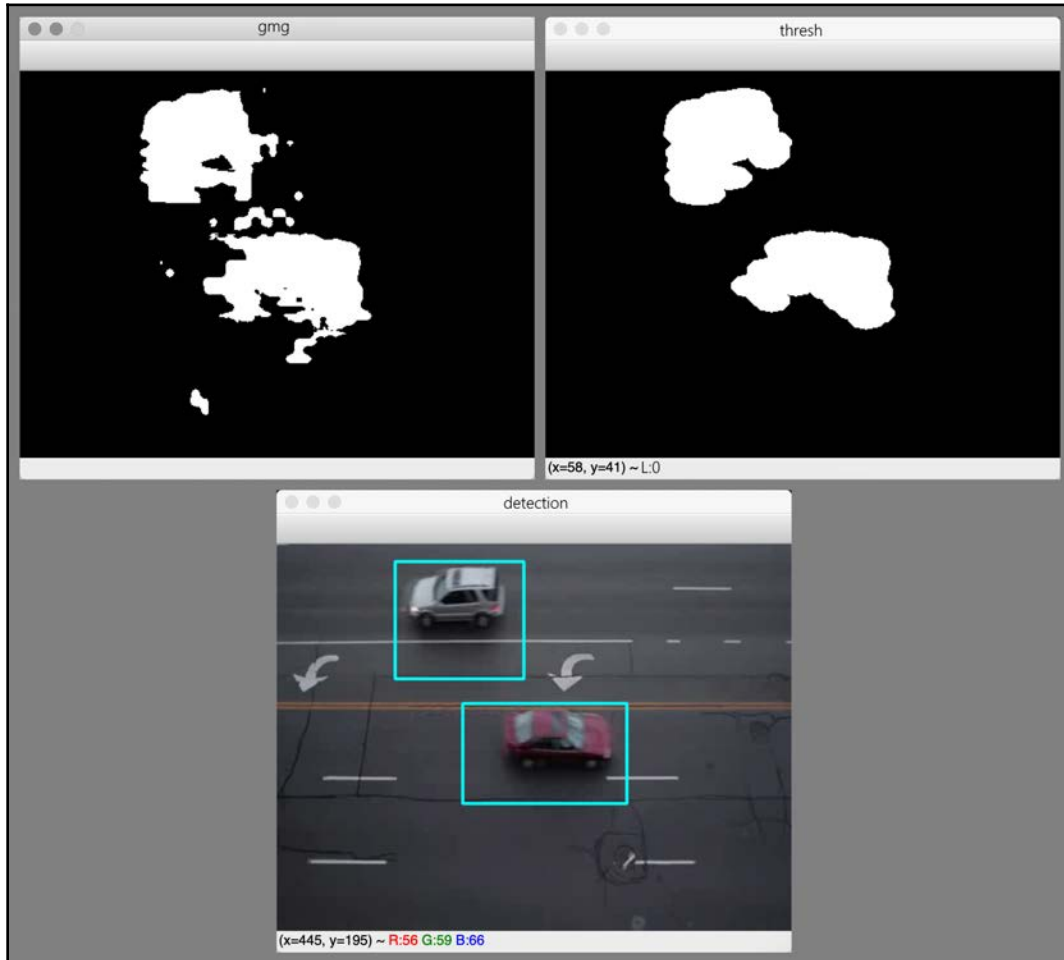 gmg
thresh
(x=58, y=41) ~ L:0
detection
(x=445, y=195) ~ R:56 G:59 B:66